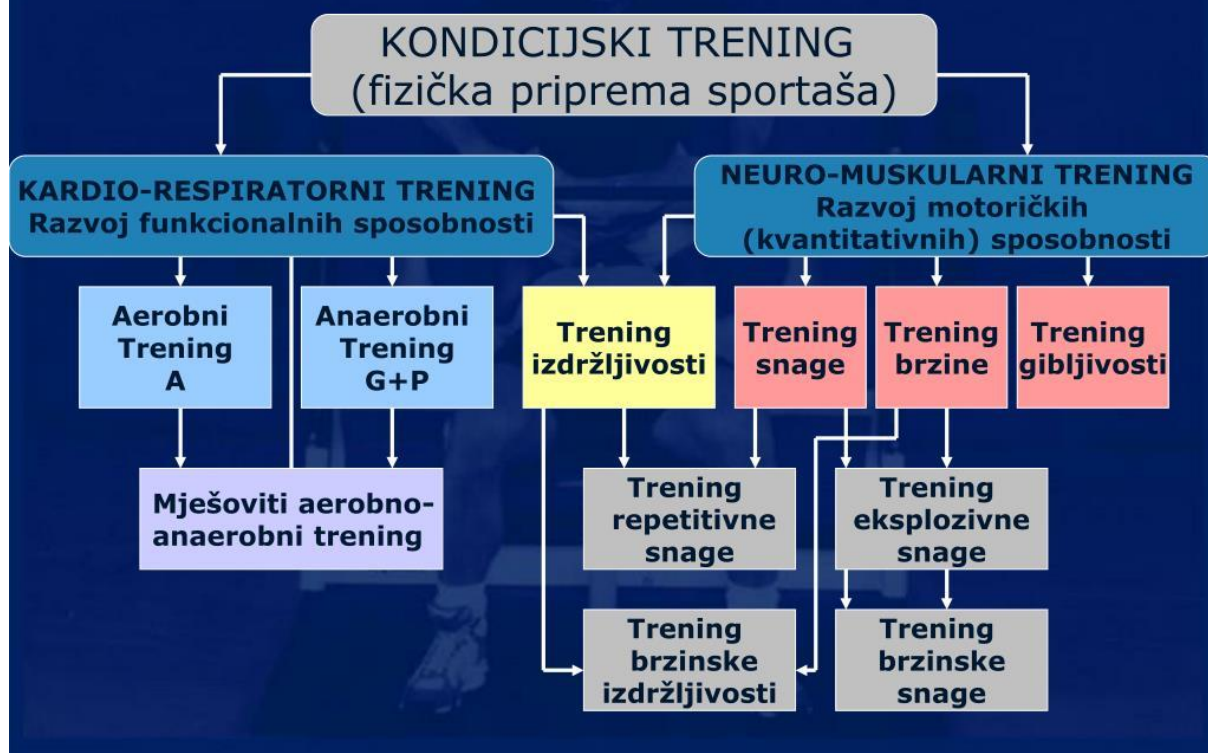 KONDICIJSKI TRENING
(fizička priprema sportaša)
KARDIO-RESPIRATORNI TRENING
Razvoj funkcionalnih sposobnosti
NEURO-MUSKULARNI TRENING
Razvoj motoričkih
(kvantitativnih) sposobnosti
Aerobni
Trening
A
Anaerobni
Trening
G+P
Trening
izdržljivosti
Trening
snage
Trening
brzine
Trening
gibljivosti
Mješoviti aerobno-
anaerobni trening
Trening
repetitivne
snage
Trening
eksplozivne
snage
Trening
brzinske
izdržljivosti
Trening
brzinske
snage